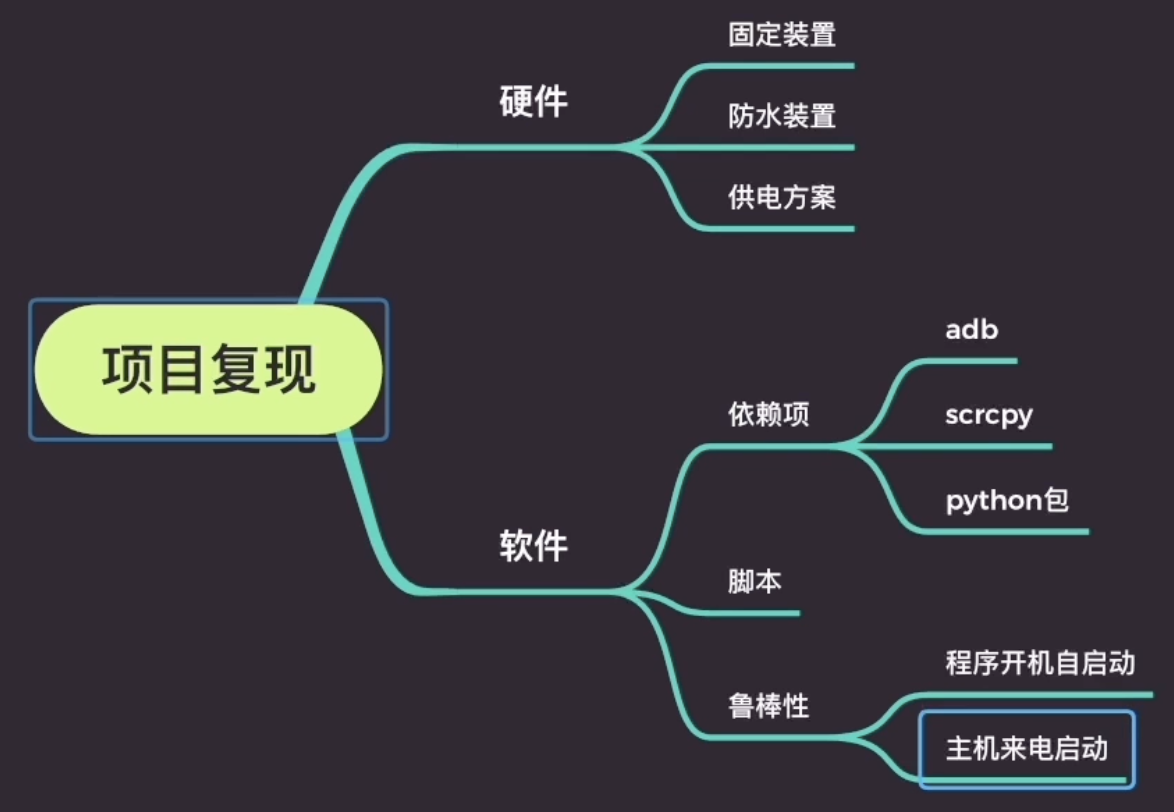 项目复现
硬件
固定装置
防水装置
供电方案
软件
依赖项
adb
scrcpy
python包
脚本
鲁棒性
程序开机自启动
主机来电启动